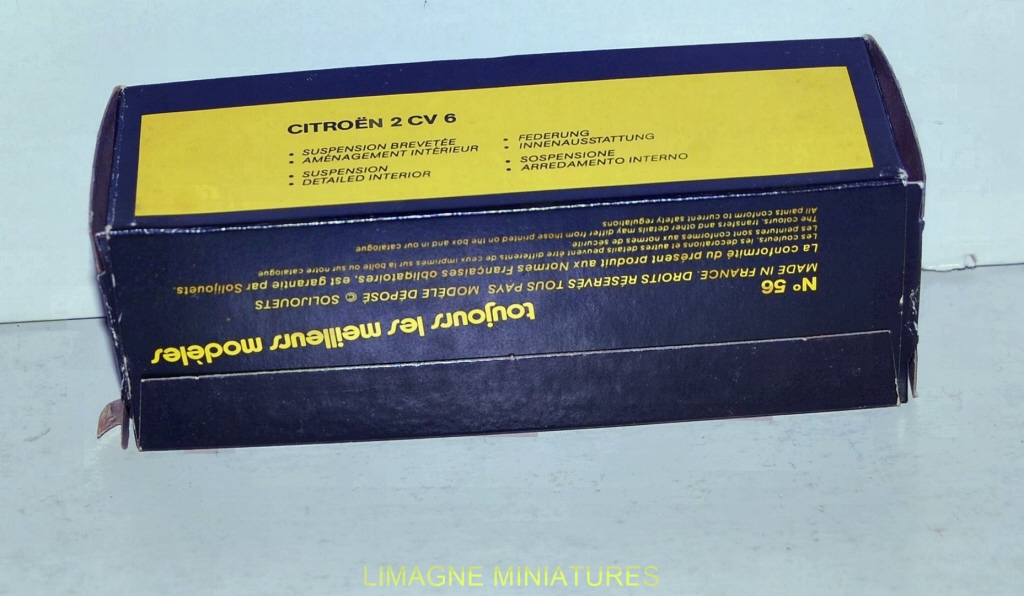 CITROËN 2 CV 6
• SUSPENSION BREVETÉE
• AMÉNAGEMENT INTÉRIEUR
• SUSPENSION
• DETAILED INTERIOR
• FEDERUNG
• INNENAUSSTATTUNG
• SOSPENSIONE
• ARREDAMENTO INTERNO
toujours les meilleurs modèles
N° 56
MADE IN FRANCE. DROITS RÉSERVÉS TOUS PAYS. MODÈLE DÉPOSÉ © SOLIJOUETS
La conformité du présent produit aux Normes Françaises obligatoires, est garantie par Solijouets.
Les peintures sont conformes aux normes de sécurité.
Les couleurs, les décorations et autres détails peuvent être différents de ceux imprimés sur la boîte ou sur notre catalogue
The colours, transfers and other details may differ from those printed on the box and in our catalogue
All paints conform to current safety regulations
LIMAGNE MINIATURES